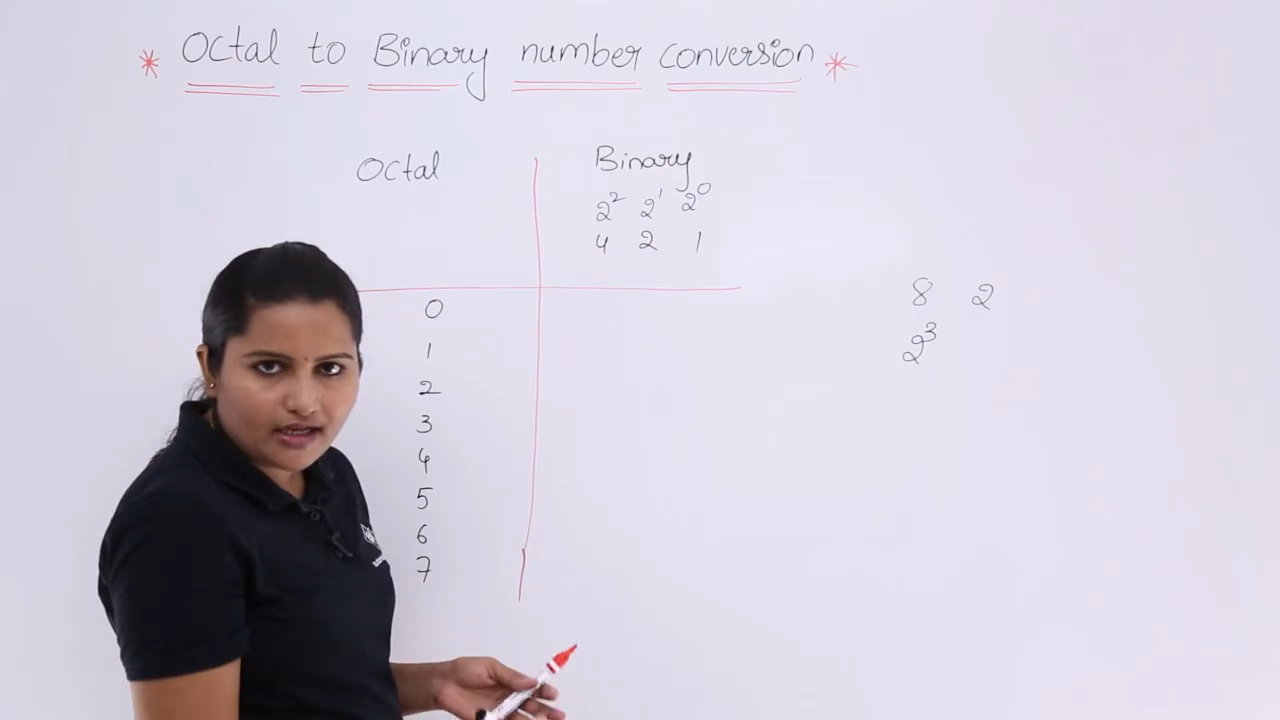 * Octal to Binary number conversion *
Octal Binary
2² 2¹ 2⁰
4 2 1
0
1
2
3
4
5
6
7
8 2
2³